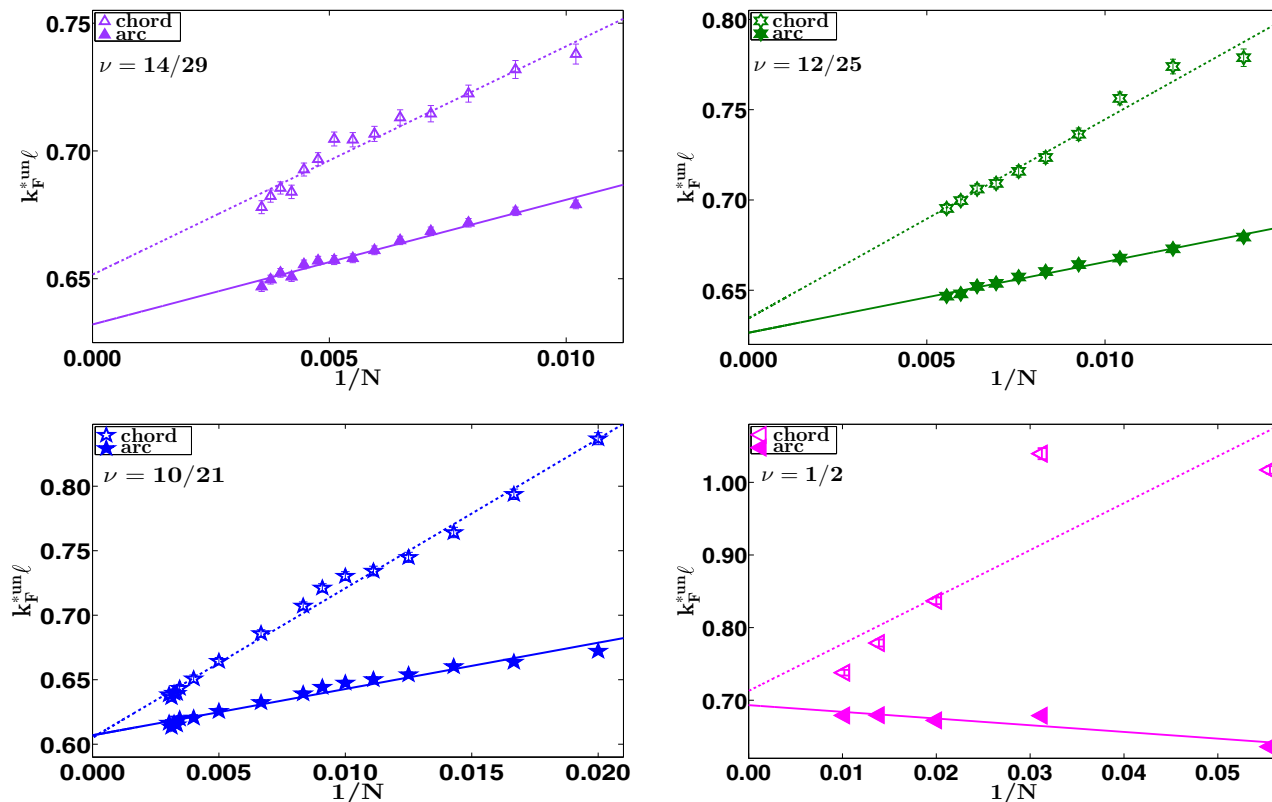 chord
arc
ν = 14/29
0.75
0.70
0.65
k_F^{*un}ℓ
0.000 0.005 0.010
1/N
chord
arc
ν = 12/25
0.80
0.75
0.70
0.65
k_F^{*un}ℓ
0.000 0.005 0.010
1/N
chord
arc
ν = 10/21
0.80
0.75
0.70
0.65
0.60
k_F^{*un}ℓ
0.000 0.005 0.010 0.015 0.020
1/N
chord
arc
ν = 1/2
1.00
0.90
0.80
0.70
k_F^{*un}ℓ
0.00 0.01 0.02 0.03 0.04 0.05
1/N